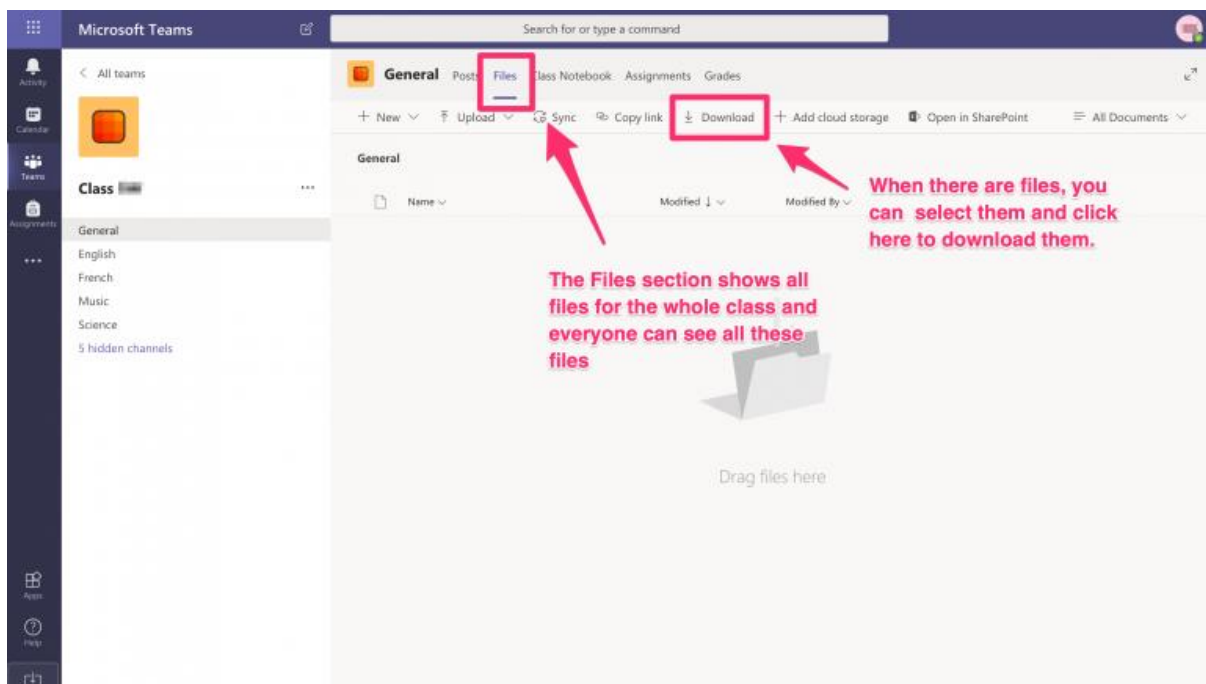 Microsoft Teams
Search for or type a command
Activity
Calendar
Teams
Assignments
Apps
Help
< All teams
Class
...
General
English
French
Music
Science
5 hidden channels
General Posts Files Class Notebook Assignments Grades
+ New Upload Sync Copy link Download + Add cloud storage Open in SharePoint All Documents
General
Name Modified ↓ Modified By
When there are files, you
can select them and click
here to download them.
The Files section shows all
files for the whole class and
everyone can see all these
files
Drag files here